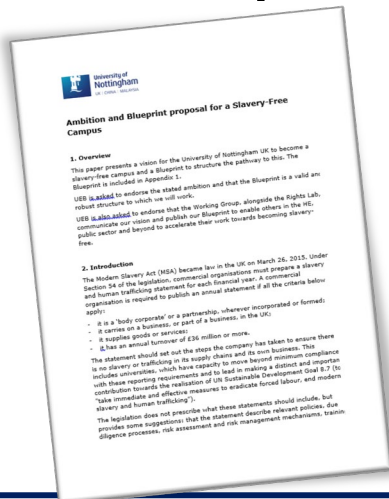 University of
Nottingham
UK | CHINA | MALAYSIA
Ambition and Blueprint proposal for a Slavery-Free
Campus
1. Overview
This paper presents a vision for the University of Nottingham UK to become a
slavery-free campus and a Blueprint to structure the pathway to this. The
Blueprint is included in Appendix 1.
UEB is asked to endorse the stated ambition and that the Blueprint is a valid and
robust structure to which we will work.
UEB is also asked to endorse that the Working Group, alongside the Rights Lab,
communicate our vision and publish our Blueprint to enable others in the HE,
public sector and beyond to accelerate their work towards becoming slavery-
free.
2. Introduction
The Modern Slavery Act (MSA) became law in the UK on March 26, 2015. Under
Section 54 of the legislation, commercial organisations must prepare a slavery
and human trafficking statement for each financial year. A commercial
organisation is required to publish an annual statement if all the criteria below
apply:
- it is a 'body corporate' or a partnership, wherever incorporated or formed;
- it carries on a business, or part of a business, in the UK;
- it supplies goods or services;
- it has an annual turnover of £36 million or more.
The statement should set out the steps the company has taken to ensure there
is no slavery or trafficking in its supply chains and its own business. This
includes universities, which have capacity to move beyond minimum compliance
with these reporting requirements and to lead in making a distinct and important
contribution towards the realisation of UN Sustainable Development Goal 8.7 (to
"take immediate and effective measures to eradicate forced labour, end modern
slavery and human trafficking").
The legislation does not prescribe what these statements should include, but
provides some suggestions: that the statement describe relevant policies, due
diligence processes, risk assessment and risk management mechanisms, trainin